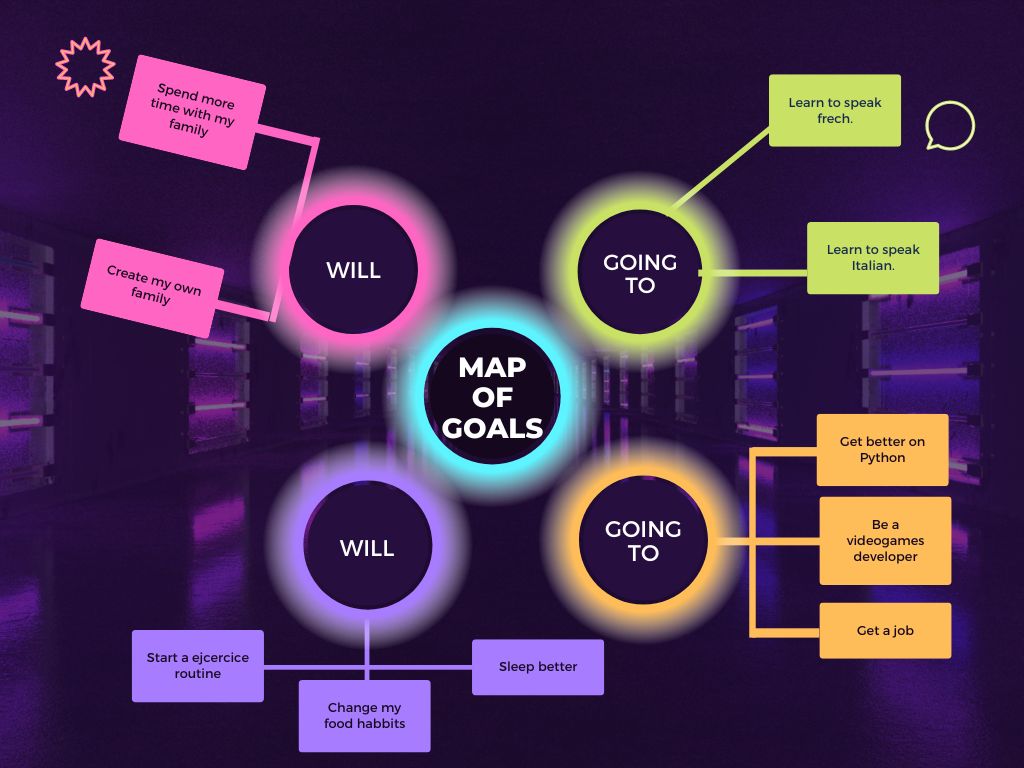 Spend more
time with my
family
Create my own
family
WILL
Learn to speak
frech.
Learn to speak
Italian.
GOING
TO
MAP
OF
GOALS
WILL
Start a ejcercice
routine
Change my
food habbits
Sleep better
GOING
TO
Get better on
Python
Be a
videogames
developer
Get a job